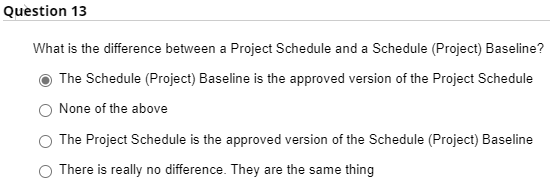 Question 13
What is the difference between a Project Schedule and a Schedule (Project) Baseline?
The Schedule (Project) Baseline is the approved version of the Project Schedule
None of the above
The Project Schedule is the approved version of the Schedule (Project) Baseline
There is really no difference. They are the same thing